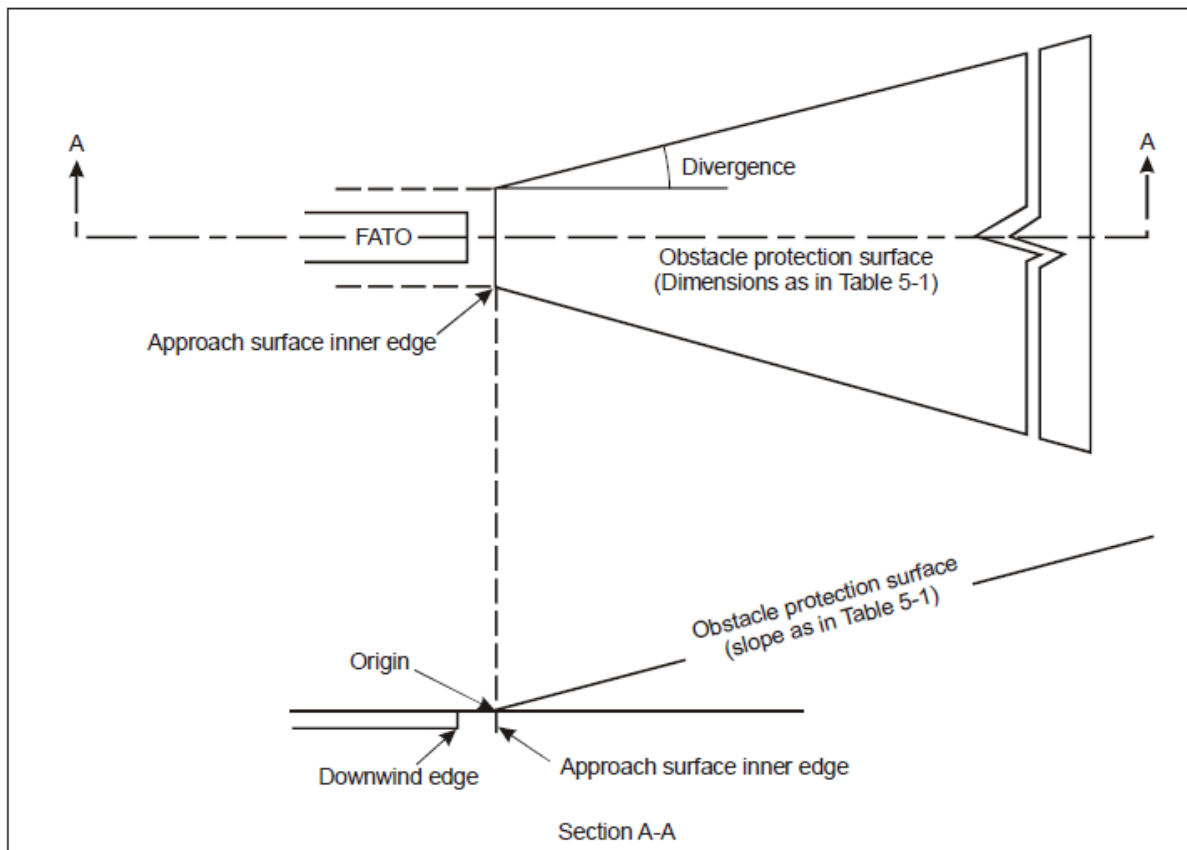 A
A
Divergence
FATO
Obstacle protection surface
(Dimensions as in Table 5-1)
Approach surface inner edge
Obstacle protection surface
(slope as in Table 5-1)
Origin
Downwind edge
Approach surface inner edge
Section A-A